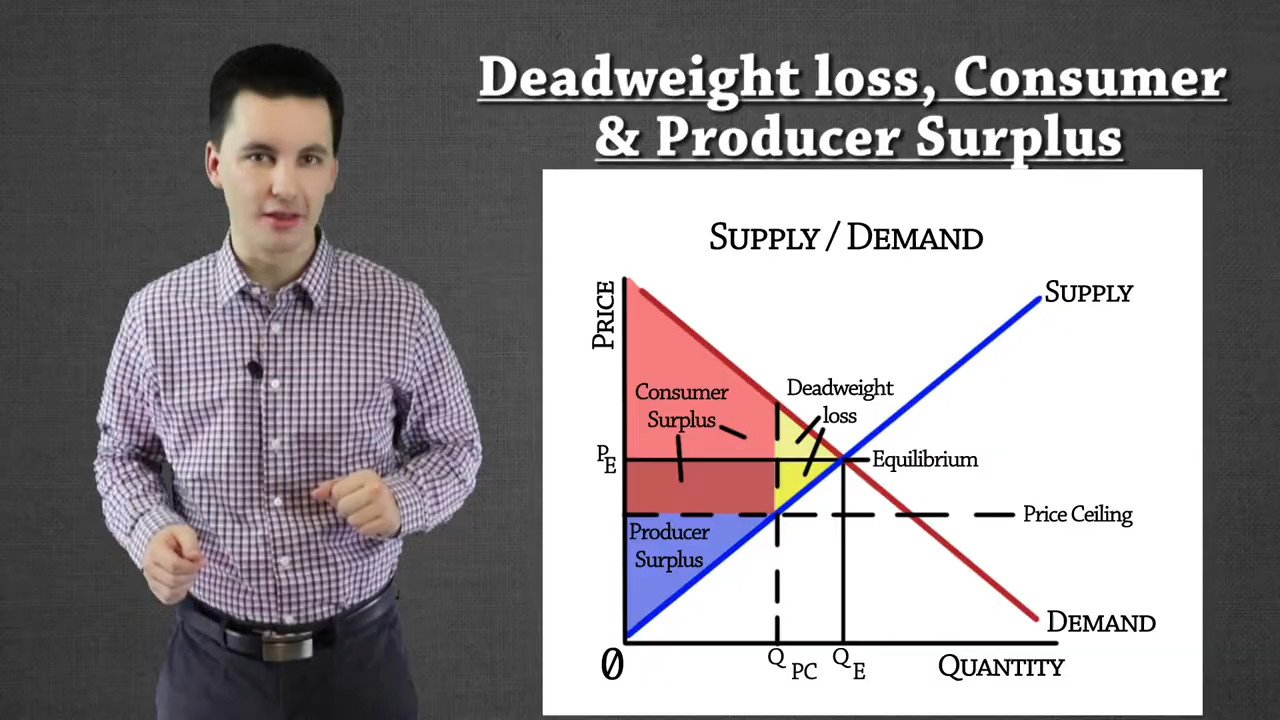 Deadweight loss, Consumer
& Producer Surplus
SUPPLY / DEMAND
PRICE
SUPPLY
Consumer
Surplus
Deadweight
loss
PE
Equilibrium
Price Ceiling
Producer
Surplus
DEMAND
0
QPC
QE
QUANTITY